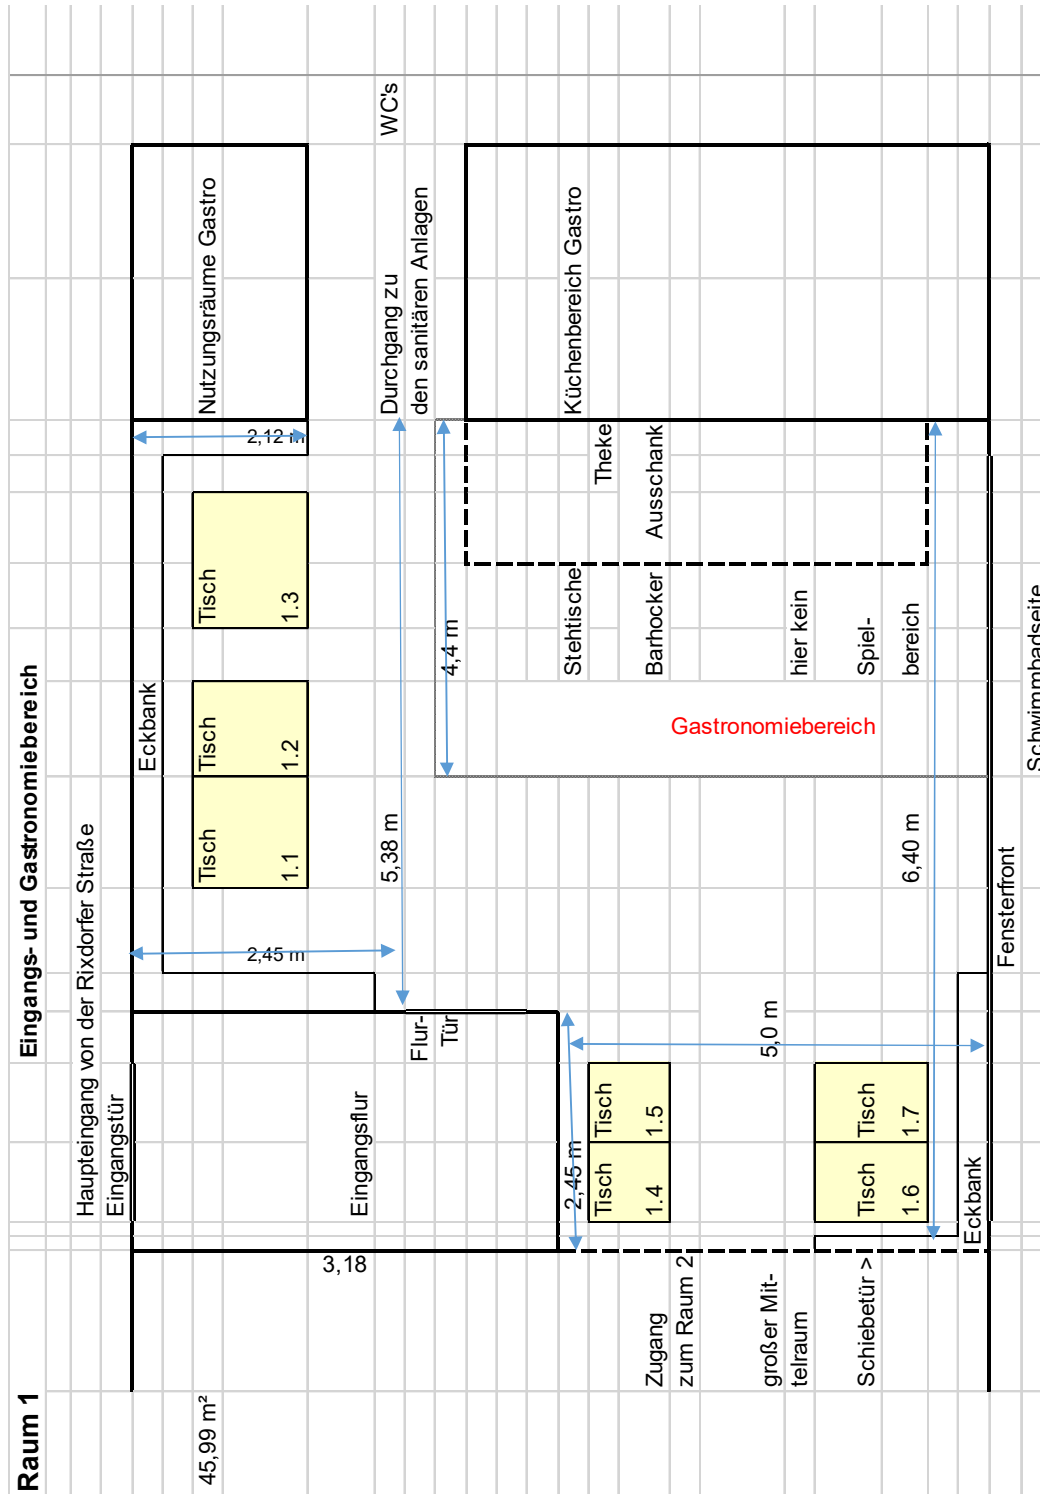 Raum 1
Eingangs- und Gastronomiebereich
Haupteingang von der Rixdorfer Straße
Eingangstür
45,99 m²
Eckbank
Tisch
1.1
Tisch
1.2
Tisch
1.3
2,12 m
Nutzungsräume Gastro
2,45 m
3,18
Eingangsflur
5,38 m
Durchgang zu
den sanitären Anlagen
WC's
Flur-
Tür
4,4 m
2,45 m
Tisch
1.4
Tisch
1.5
Stehtische
Theke
Küchenbereich Gastro
Barhocker
Ausschank
Zugang
zum Raum 2
Gastronomiebereich
großer Mit-
telraum
5,0 m
hier kein
Spiel-
bereich
Schiebetür >
Tisch
1.6
Tisch
1.7
6,40 m
Eckbank
Fensterfront
Schwimmbadseite